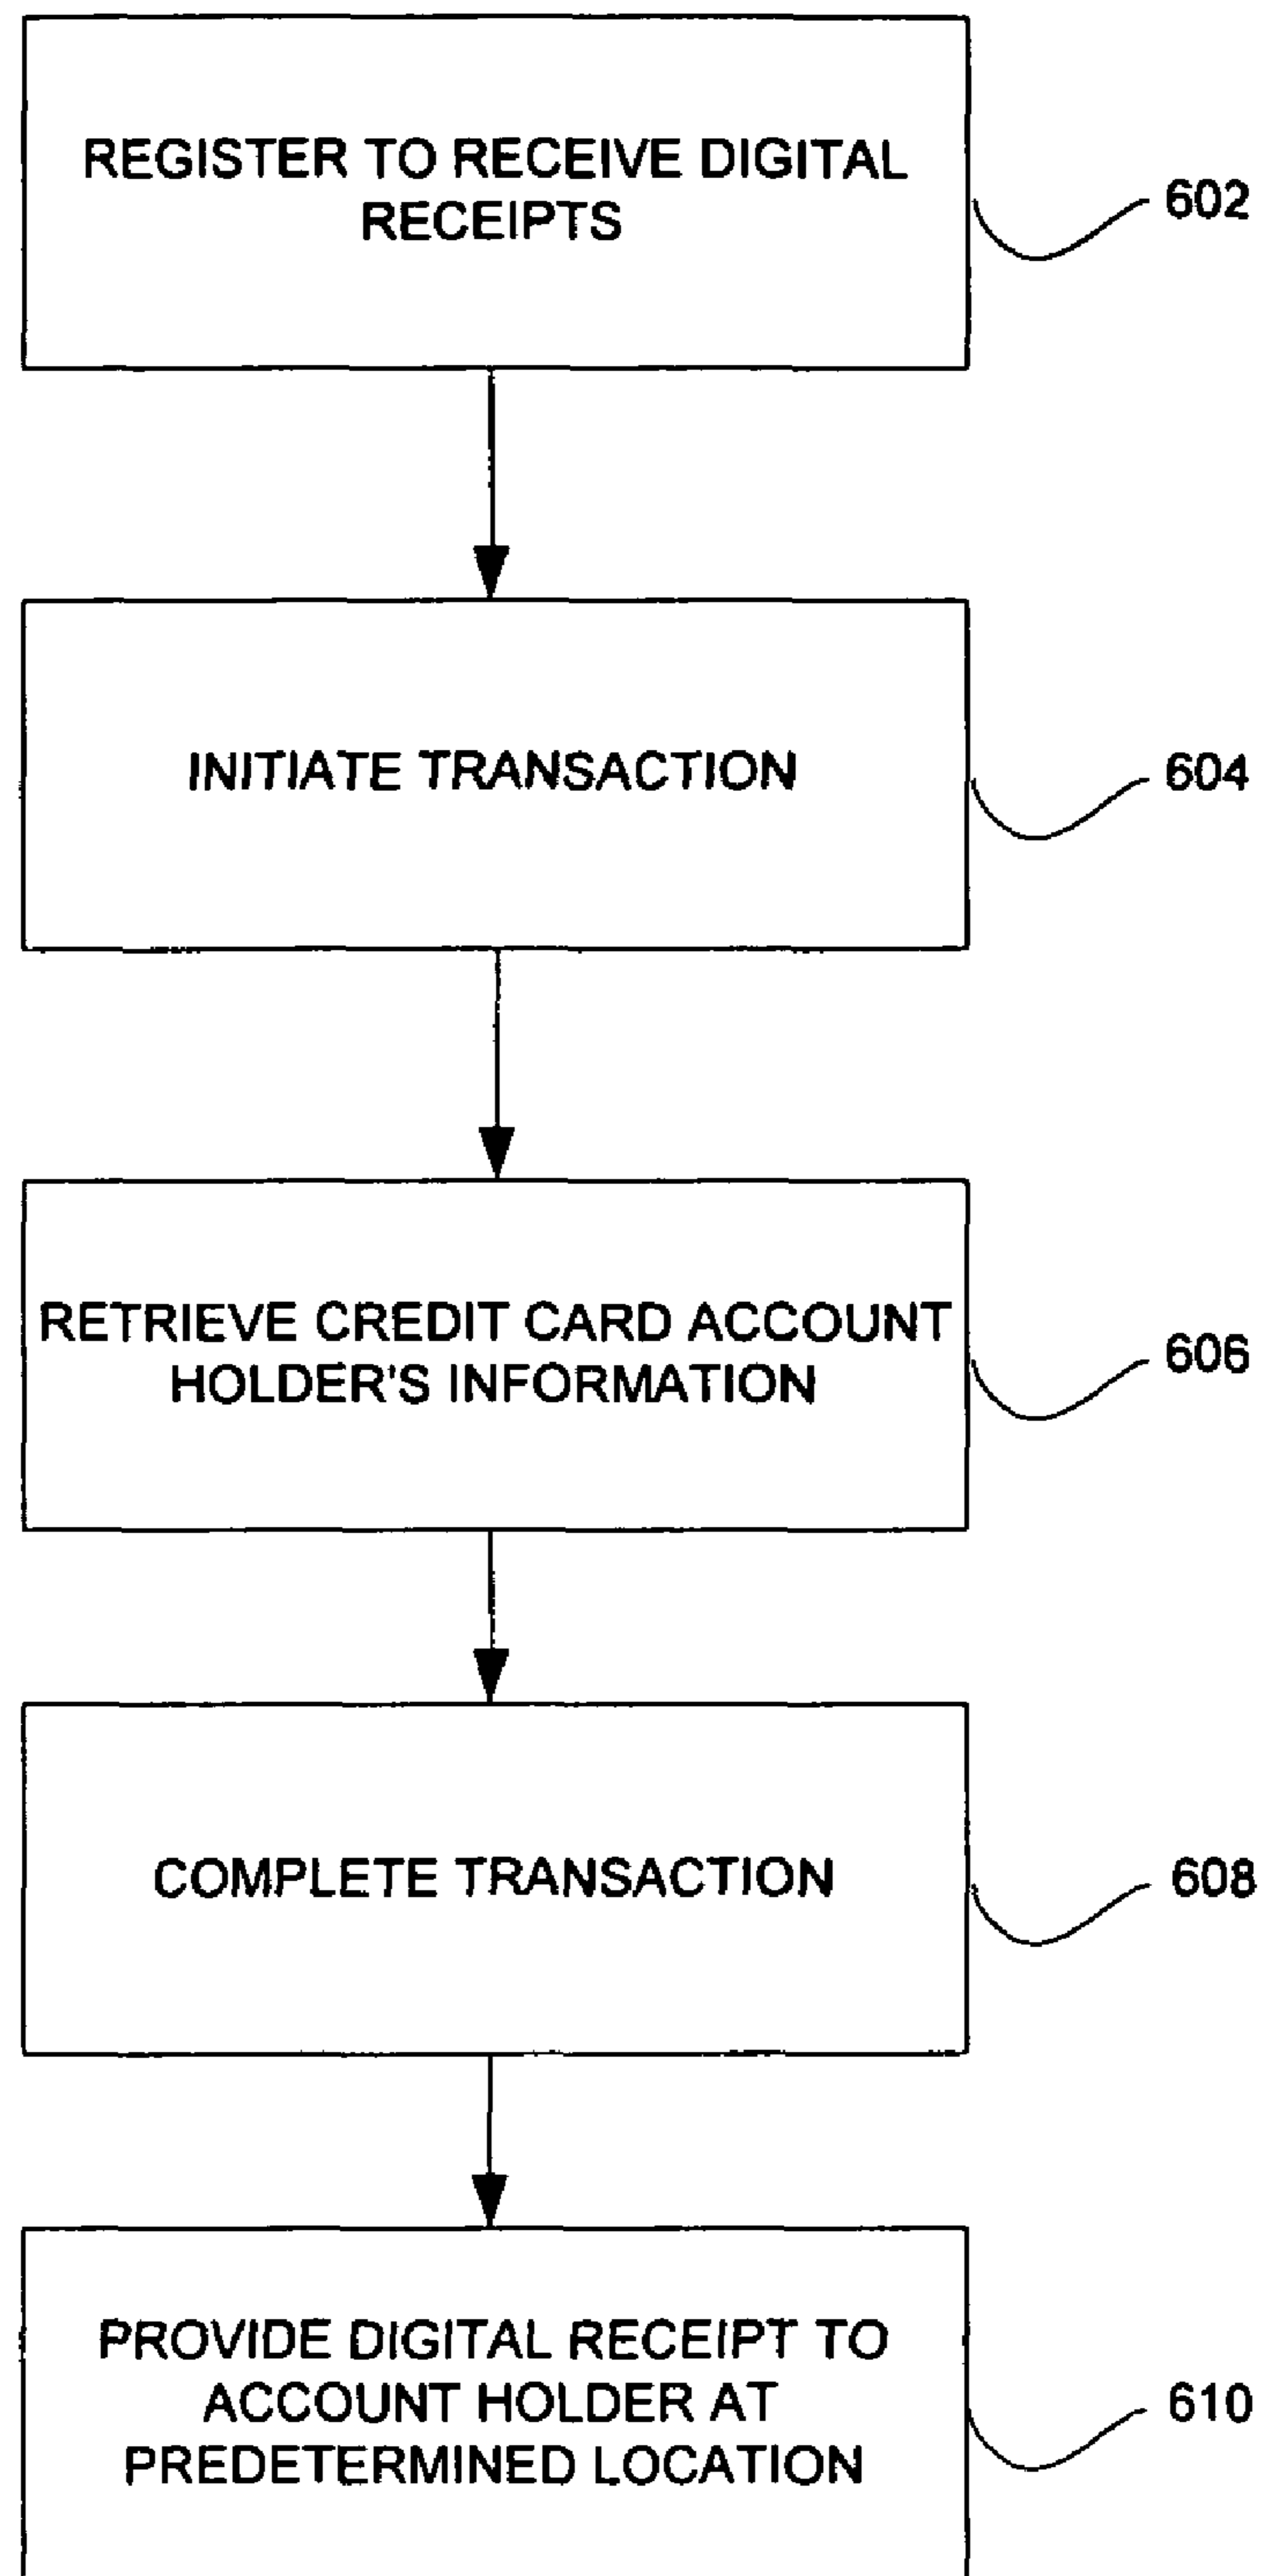 REGISTER TO RECEIVE DIGITAL
RECEIPTS
602
INITIATE TRANSACTION
604
RETRIEVE CREDIT CARD ACCOUNT
HOLDER'S INFORMATION
606
COMPLETE TRANSACTION
608
PROVIDE DIGITAL RECEIPT TO
ACCOUNT HOLDER AT
PREDETERMINED LOCATION
610